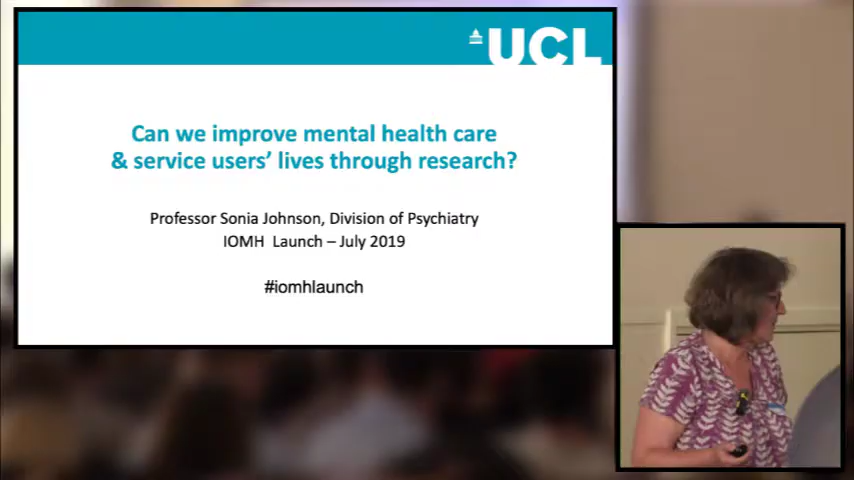 UCL
Can we improve mental health care
& service users’ lives through research?
Professor Sonia Johnson, Division of Psychiatry
IOMH Launch – July 2019
#iomhlaunch